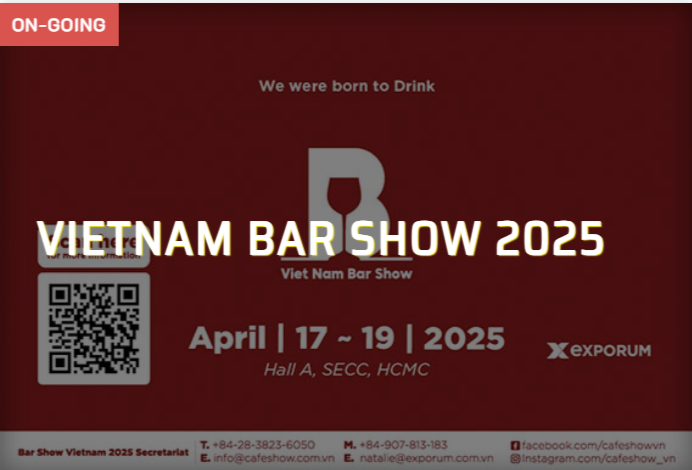 ON-GOING
We were born to Drink
B
VIETNAM BAR SHOW 2025
Scan here
for more information
Viet Nam Bar Show
April | 17 ~ 19 | 2025
Hall A, SECC, HCMC
EXPORUM
Bar Show Vietnam 2025 Secretariat
T. +84-28-3823-6050
E. info@cafeshow.com.vn
M. +84-907-813-183
E. natalie@exporum.com.vn
facebook.com/cafeshowvn
Instagram.com/cafeshow_vn